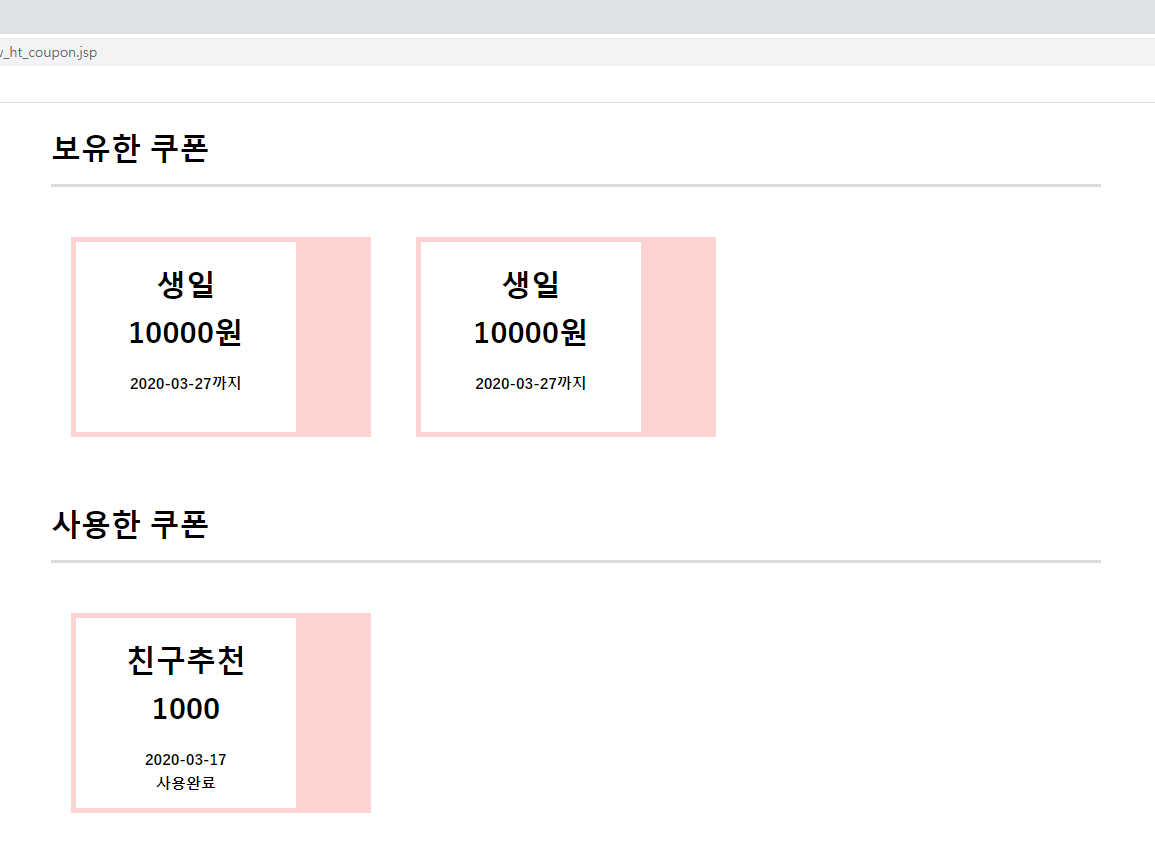 _ht_coupon.jsp
보유한 쿠폰
생일
10000원
2020-03-27까지
생일
10000원
2020-03-27까지
사용한 쿠폰
친구추천
1000
2020-03-17
사용완료